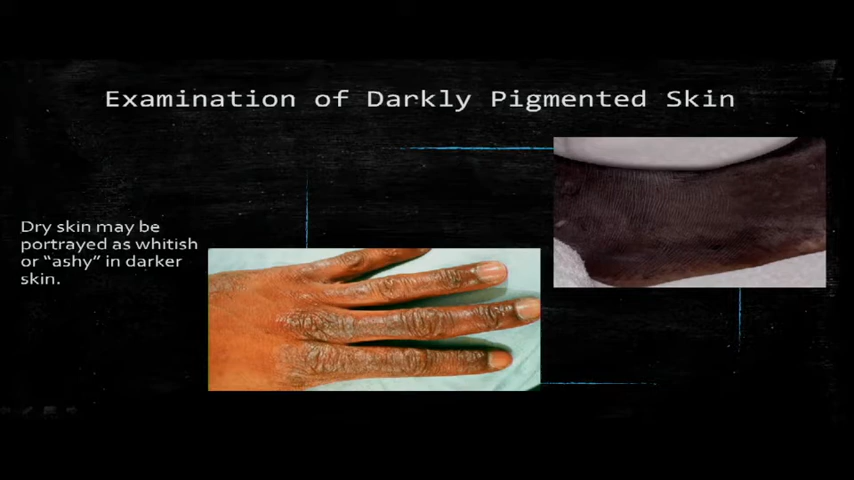 Examination of Darkly Pigmented Skin
Dry skin may be
portrayed as whitish
or “ashy” in darker
skin.